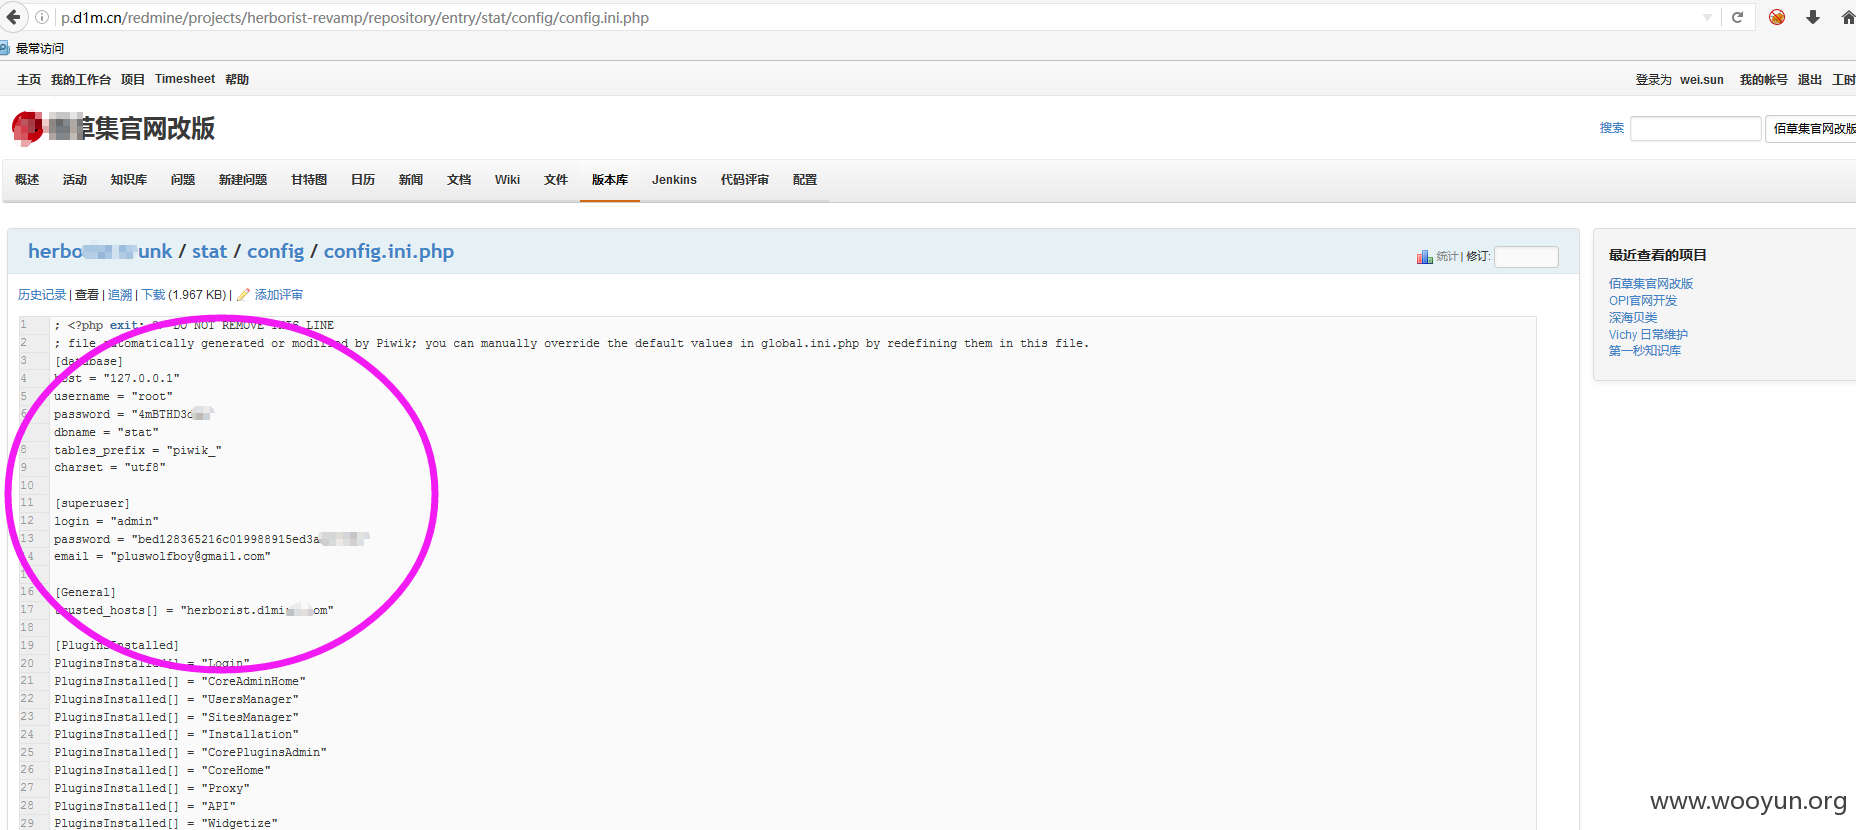 p.d1m.cn/redmine/projects/herborist-revamp/repository/entry/stat/config/config.ini.php
最常访问
主页 我的工作台 项目 Timesheet 帮助
登录为 wei.sun 我的帐号 退出 工时
草集官网改版
搜索
佰草集官网改版
概述 活动 知识库 问题 新建问题 甘特图 日历 新闻 文档 Wiki 文件 版本库 Jenkins 代码评审 配置
herbo unk / stat / config / config.ini.php
统计 | 修订:
历史记录 | 查看 | 追溯 | 下载 (1.967 KB) | 添加评审
1 ; <?php exit; DO NOT REMOVE THIS LINE
2 ; file automatically generated or modified by Piwik; you can manually override the default values in global.ini.php by redefining them in this file.
3 [database]
4 host = "127.0.0.1"
5 username = "root"
6 password = "4mBTHD3
dbname = "stat"
8 tables_prefix = "piwik_"
9 charset = "utf8"
10
11 [superuser]
12 login = "admin"
13 password = "bed128365216c019988915ed3a
email = "pluswolfboy@gmail.com"
16 [General]
17 trusted_hosts[] = "herborist.d1mi om"
18
19 [PluginsInstalled]
20 PluginsInstalled[] = "Login"
21 PluginsInstalled[] = "CoreAdminHome"
22 PluginsInstalled[] = "UsersManager"
23 PluginsInstalled[] = "SitesManager"
24 PluginsInstalled[] = "Installation"
25 PluginsInstalled[] = "CorePluginsAdmin"
26 PluginsInstalled[] = "CoreHome"
27 PluginsInstalled[] = "Proxy"
28 PluginsInstalled[] = "API"
29 PluginsInstalled[] = "Widgetize"
最近查看的项目
佰草集官网改版
OPI官网开发
深海贝类
Vichy 日常维护
第一秒知识库
www.wooyun.org